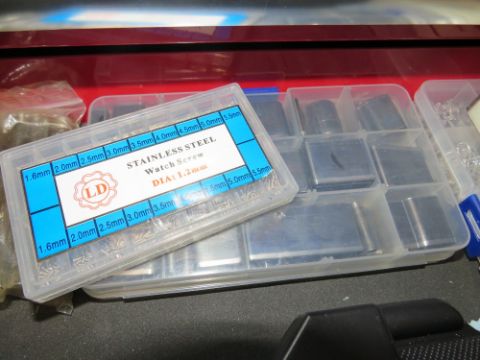 1.6mm 2.0mm 2.5mm 3.0mm 3.5mm 4.0mm 4.5mm 5.0mm 5.5mm
LD
STAINLESS STEEL
Watch Screw
DIA: 1.2mm
1.6mm 2.0mm 2.5mm 3.0mm 3.5mm 5.0mm 5.5mm